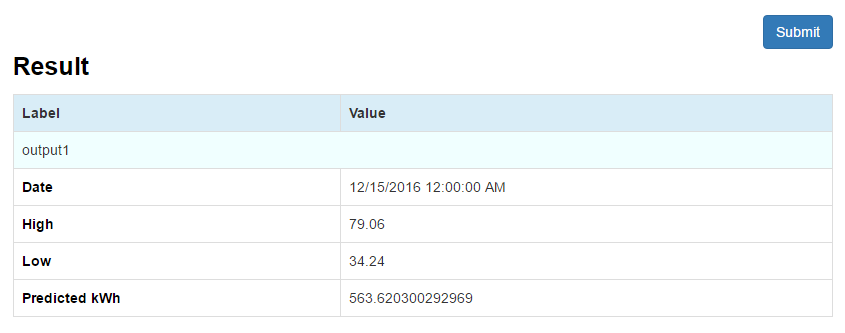 Submit
Result
Label Value
output1
Date 12/15/2016 12:00:00 AM
High 79.06
Low 34.24
Predicted kWh 563.620300292969